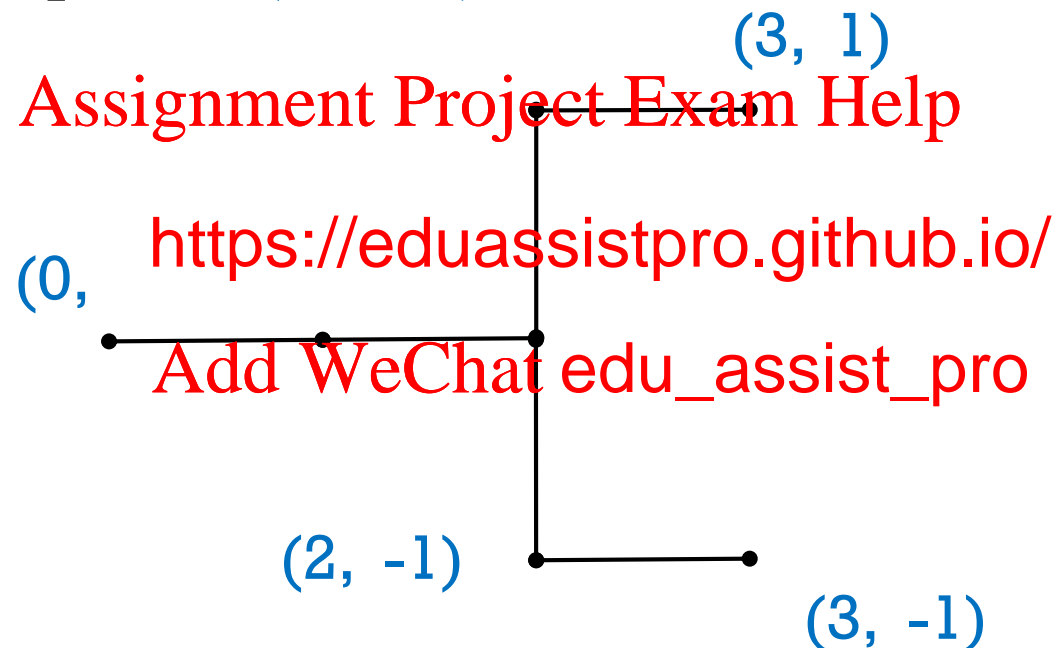 (3, 1)
Assignment Project Exam Help
https://eduassistpro.github.io/
(0,
Add WeChat edu_assist_pro
(2, -1)
(3, -1)